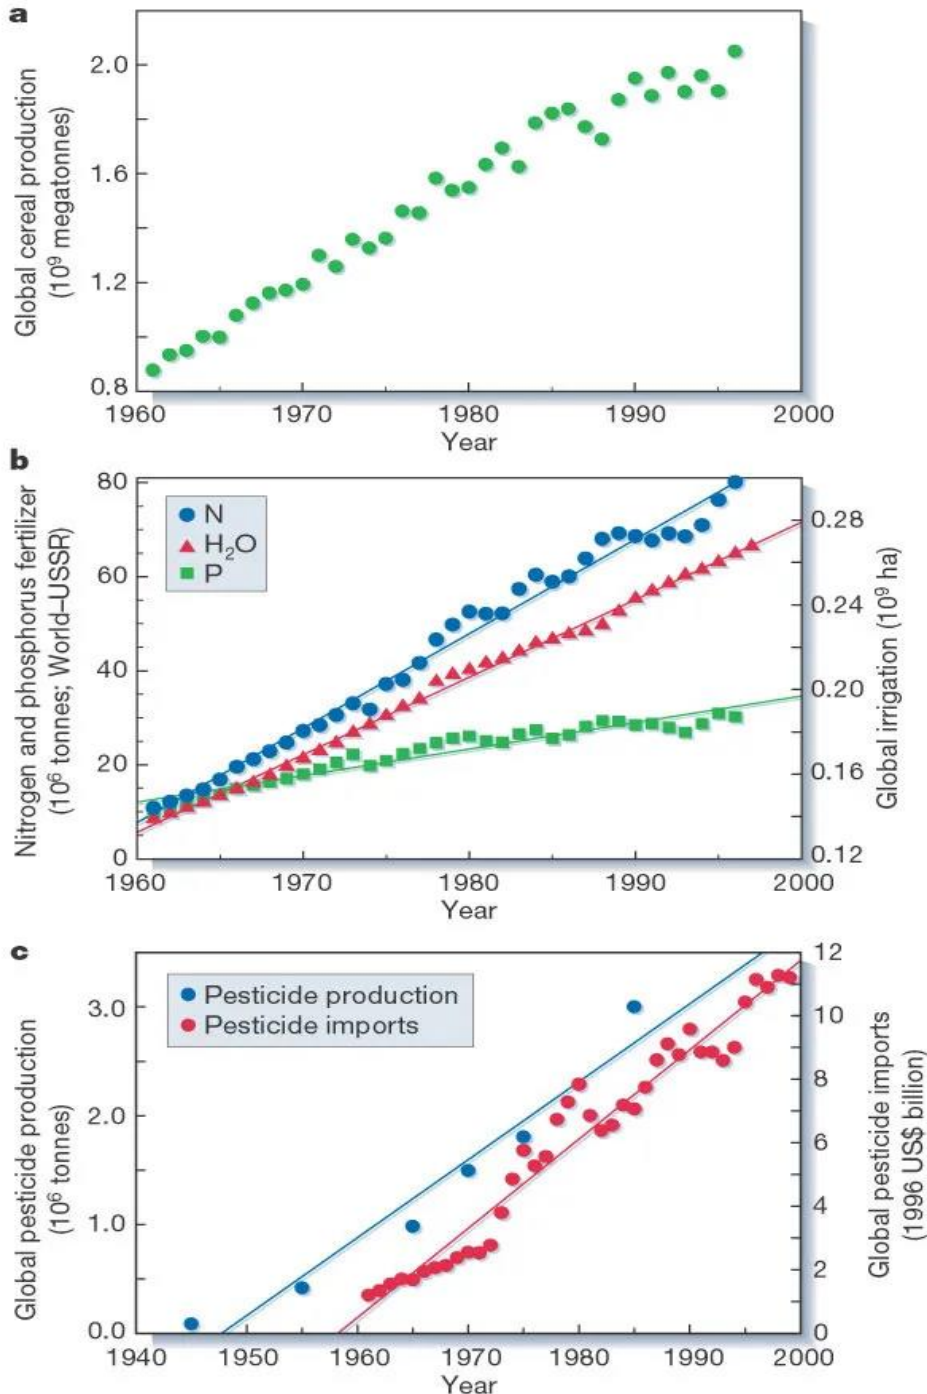 a
Global cereal production
(10⁹ megatonnes)
2.0
1.6
1.2
0.8
1960 1970 1980 1990 2000
Year
b
Nitrogen and phosphorus fertilizer
(10⁶ tonnes; World–USSR)
80
60
40
20
0
N
H₂O
P
0.28
0.24
0.20
0.16
0.12
Global irrigation (10⁹ ha)
1960 1970 1980 1990 2000
Year
c
Global pesticide production
(10⁶ tonnes)
3.0
2.0
1.0
0.0
Pesticide production
Pesticide imports
12
10
8
6
4
2
0
Global pesticide imports
(1996 US$ billion)
1940 1950 1960 1970 1980 1990 2000
Year